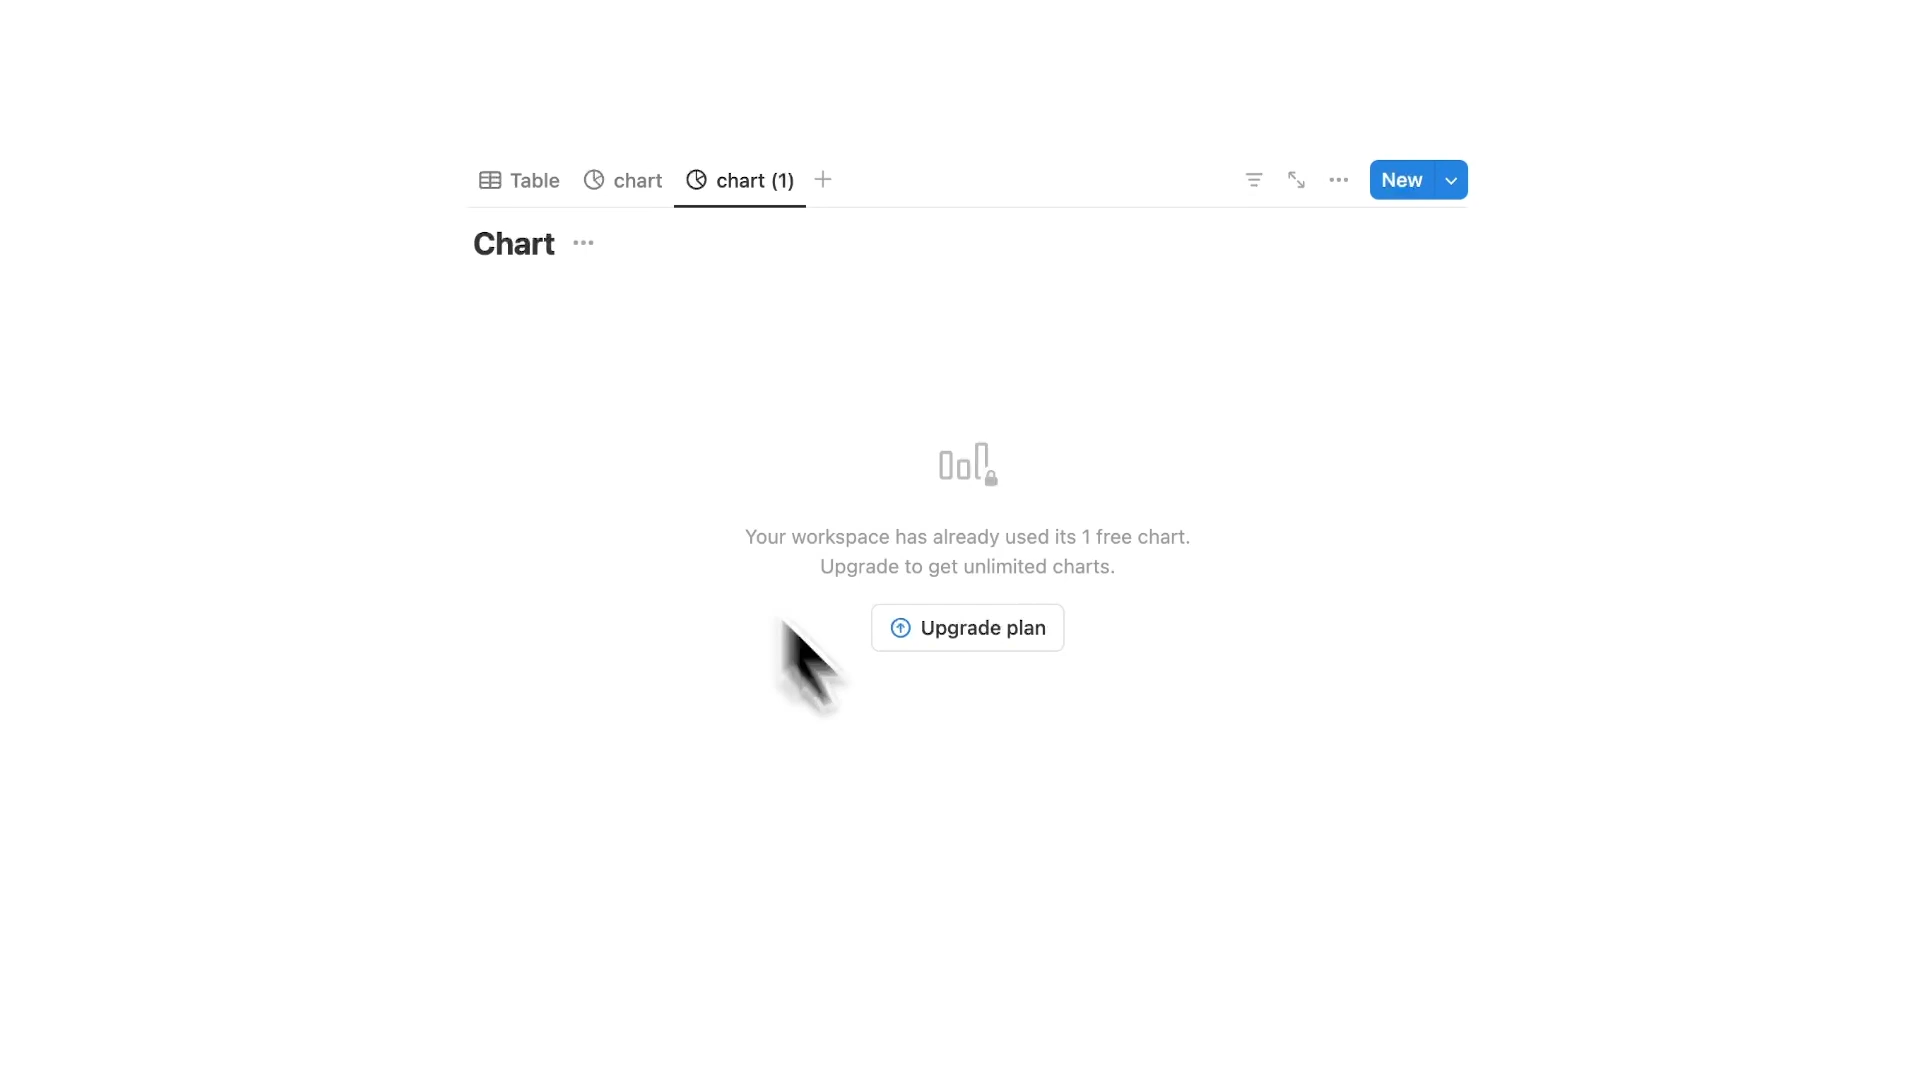 Table chart chart (1) New
Chart
Your workspace has already used its 1 free chart.
Upgrade to get unlimited charts.
Upgrade plan